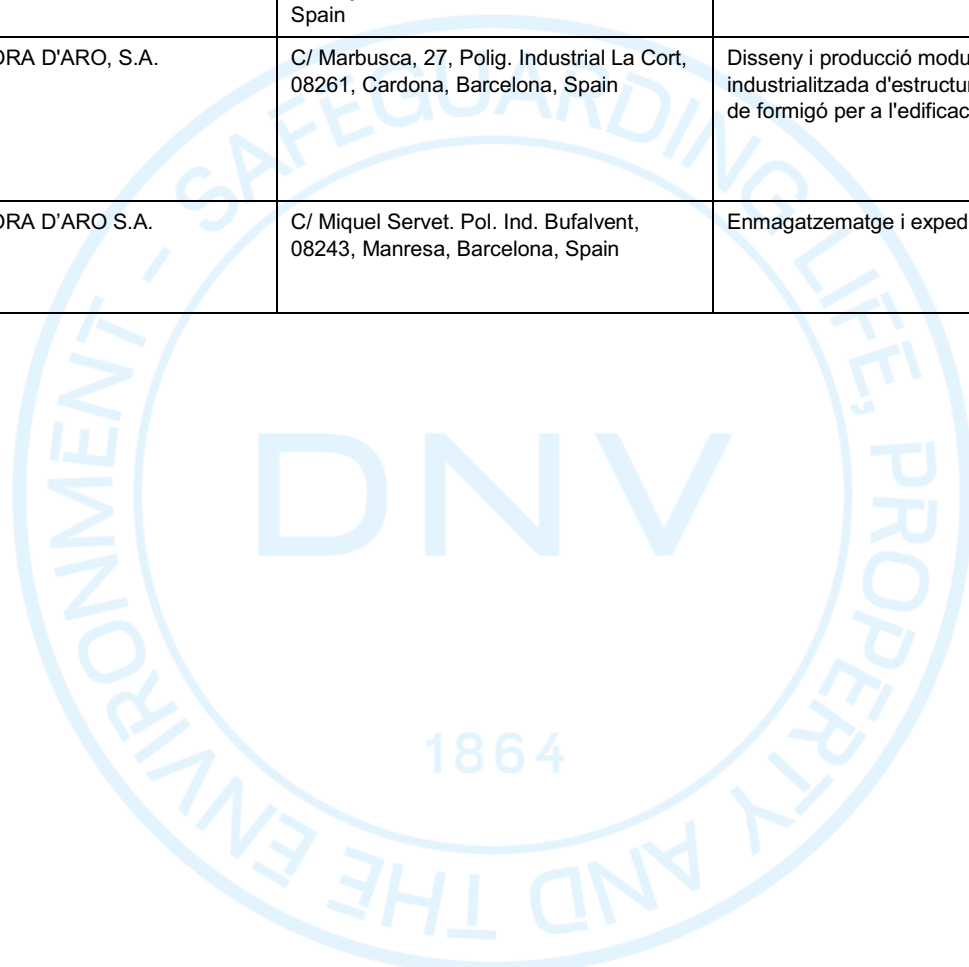 Spain
ORA D'ARO, S.A.
C/ Marbusca, 27, Polig. Industrial La Cort,
08261, Cardona, Barcelona, Spain
Disseny i producció modu
industrialitzada d'estructu
de formigó per a l'edificac
ORA D’ARO S.A.
C/ Miquel Servet. Pol. Ind. Bufalvent,
08243, Manresa, Barcelona, Spain
Enmagatzematge i exped
SAFEGUARDING LIFE, PROPERTY AND THE ENVIRONMENT -
DNV
1864